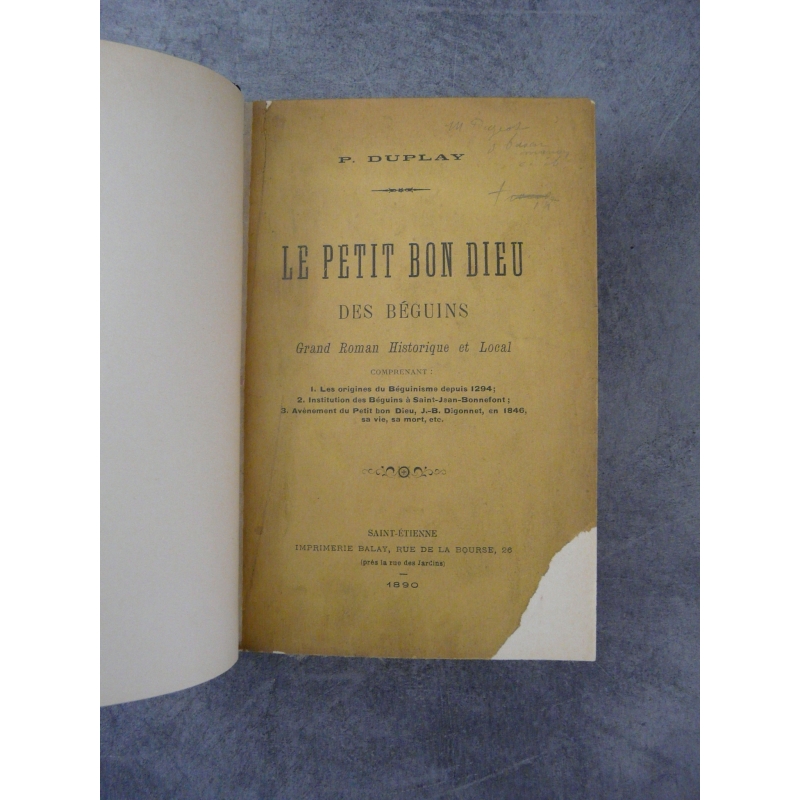 P. DUPLAY
LE PETIT BON DIEU
DES BÉGUINS
Grand Roman Historique et Local
COMPRENANT :
1. Les origines du Béguinisme depuis 1294;
2. Institution des Béguins à Saint-Jean-Bonnefont;
3. Avènement du Petit bon Dieu, J.-B. Digonnet, en 1846,
sa vie, sa mort, etc.
SAINT-ÉTIENNE
IMPRIMERIE BALAY, RUE DE LA BOURSE, 26
(près la rue des Jardins)
1890